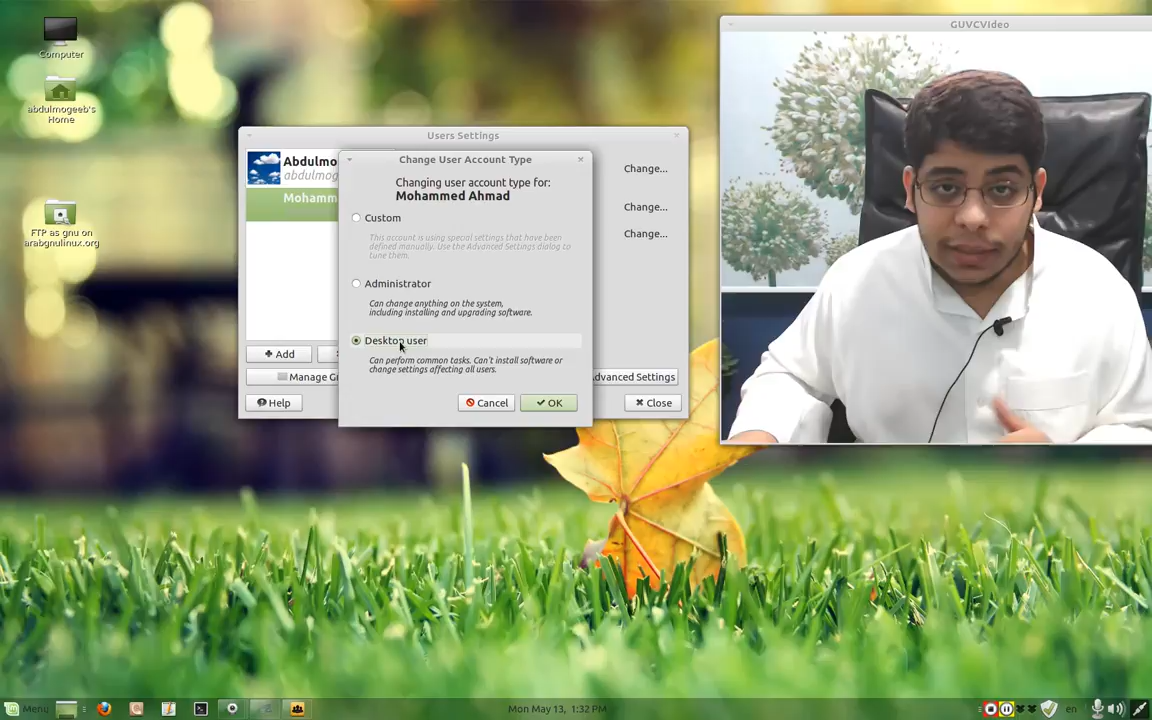 Computer
abdulmogeeb's
Home
FTP as gnu on
arabgnulinux.org
GUVCVIdeo
Users Settings
Abdulmo
abdulmog
Mohamm
Change...
Change...
Change...
Add
Manage Gr
Advanced Settings
Help
Close
Change User Account Type
Changing user account type for:
Mohammed Ahmad
Custom
This account is using special settings that have been
defined manually. Use the Advanced Settings dialog to
tune them.
Administrator
Can change anything on the system,
including installing and upgrading software.
Desktop user
Can perform common tasks. Can't install software or
change settings affecting all users.
Cancel
OK
Menu
Mon May 13, 1:32 PM
en